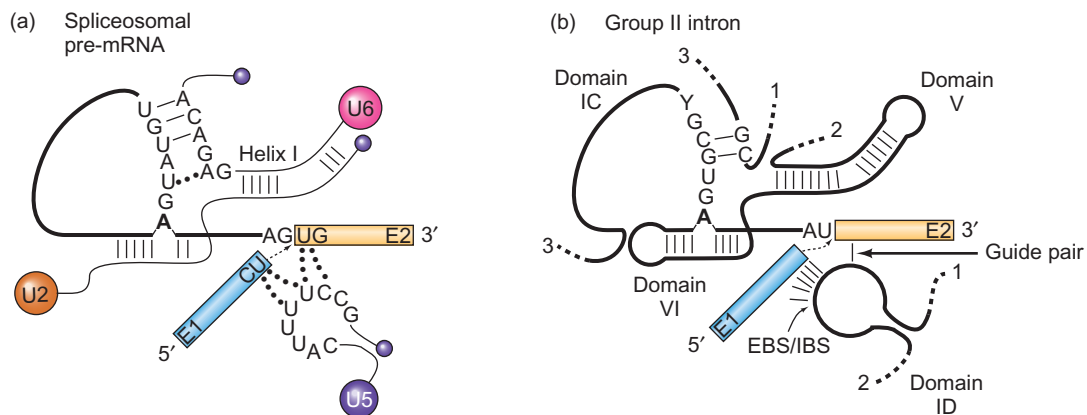 (a) Spliceosomal
pre-mRNA
U G U A U G A
A C A G A G
Helix I
U6
AG UG E2 3′
CU
E1
5′
U2
U U U A C
U C C G
U5
(b) Group II intron
Domain
IC
3
1
2
Domain
V
Y G C G U G A
G C
AU E2 3′
3
Domain
VI
E1
5′
Guide pair
EBS/IBS
1
2
Domain
ID